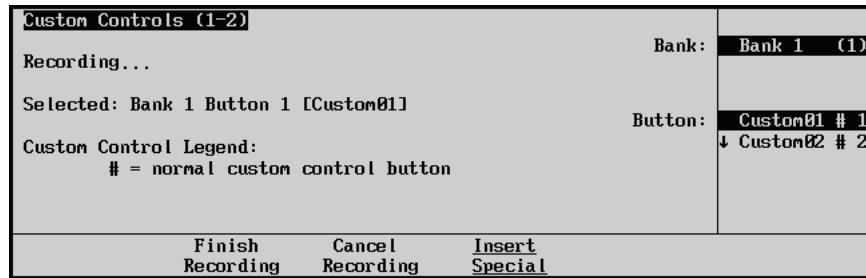 Custom Controls (1-2)
Bank: Bank 1 (1)
Recording...
Selected: Bank 1 Button 1 [Custom01]
Button: Custom01 # 1
Custom Control Legend: ↓ Custom02 # 2
# = normal custom control button
Finish Cancel Insert
Recording Recording Special